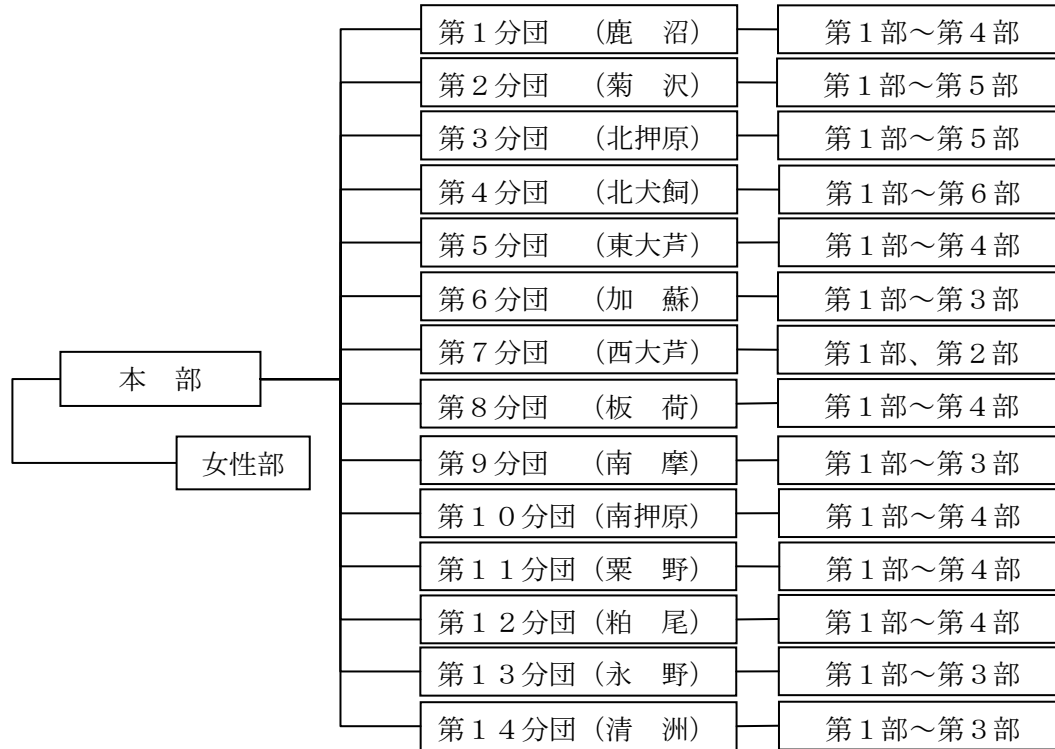 第１分団　（鹿　沼）　第１部～第４部
第２分団　（菊　沢）　第１部～第５部
第３分団　（北押原）　第１部～第５部
第４分団　（北犬飼）　第１部～第６部
第５分団　（東大芦）　第１部～第４部
第６分団　（加　蘇）　第１部～第３部
第７分団　（西大芦）　第１部、第２部
本　部
第８分団　（板　荷）　第１部～第４部
女性部
第９分団　（南　摩）　第１部～第３部
第１０分団（南押原）　第１部～第４部
第１１分団（粟　野）　第１部～第４部
第１２分団（粕　尾）　第１部～第４部
第１３分団（永　野）　第１部～第３部
第１４分団（清　洲）　第１部～第３部